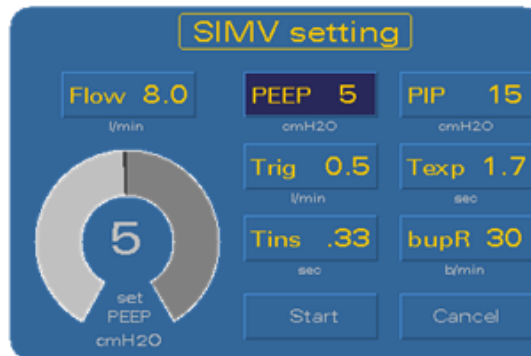 SIMV setting
Flow 8.0
l/min
PEEP 5
cmH2O
PIP 15
cmH2O
Trig 0.5
l/min
Texp 1.7
sec
Tins .33
sec
bupR 30
b/min
5
set
PEEP
cmH2O
Start
Cancel